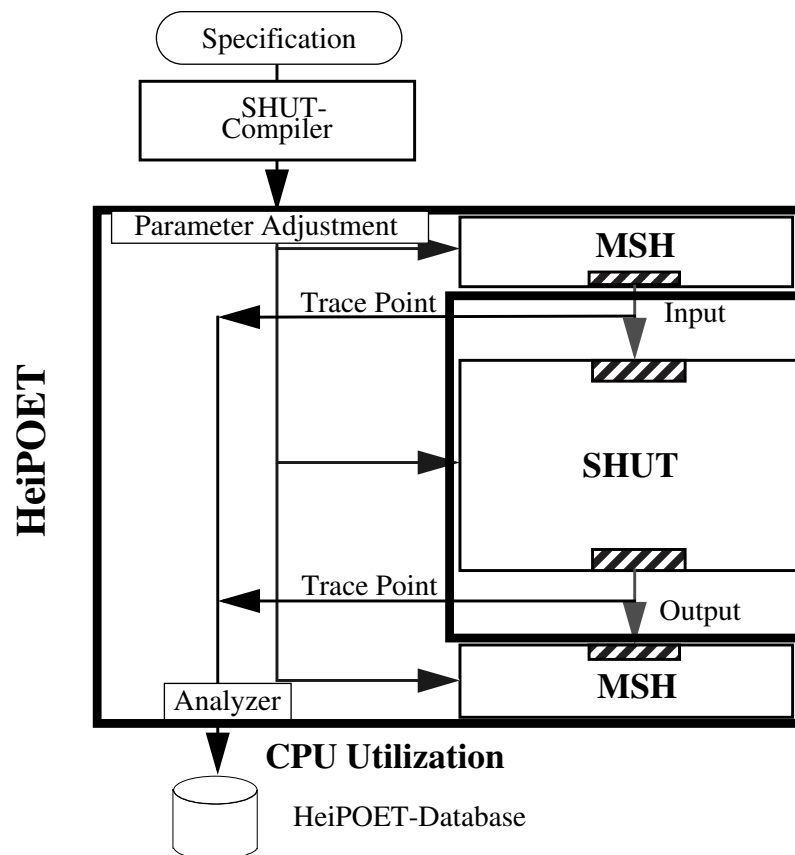 Specification
SHUT-
Compiler
Parameter Adjustment
MSH
Trace Point
Input
HeiPOET
SHUT
Trace Point
Output
MSH
Analyzer
CPU Utilization
HeiPOET-Database